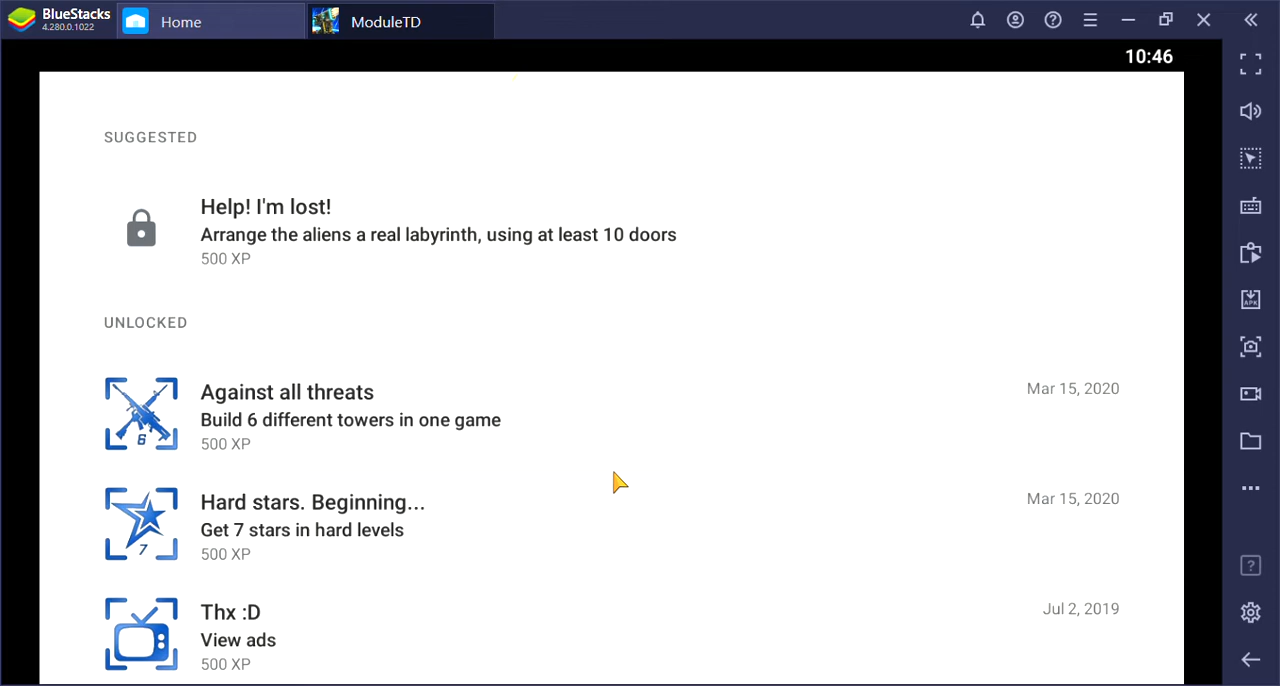 BlueStacks
4.280.0.1022
Home
ModuleTD
10:46
SUGGESTED
Help! I'm lost!
Arrange the aliens a real labyrinth, using at least 10 doors
500 XP
UNLOCKED
Against all threats
Mar 15, 2020
Build 6 different towers in one game
500 XP
6
Hard stars. Beginning...
Mar 15, 2020
Get 7 stars in hard levels
500 XP
7
Thx :D
Jul 2, 2019
View ads
500 XP
APK